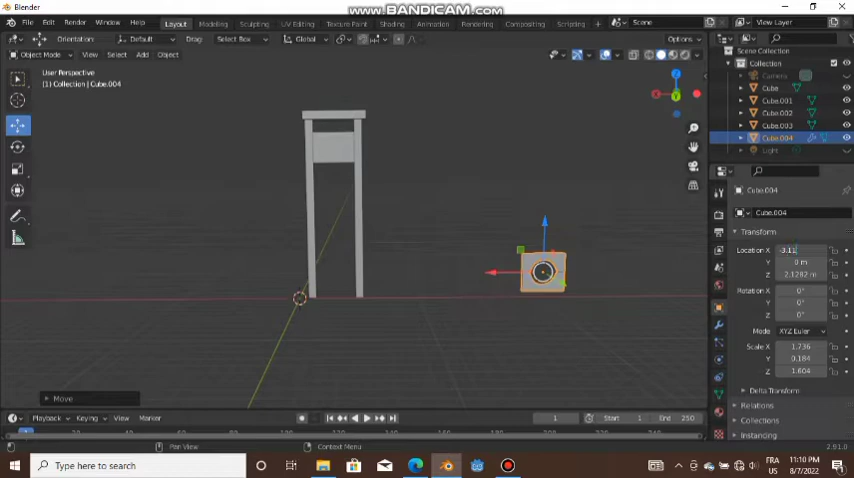 www.BANDICAM.com
Blender
File Edit Render Window Help Layout Modeling Sculpting UV Editing Texture Paint Shading Animation Rendering Compositing Scripting Scene View Layer
Orientation: Default Drag: Select Box Global Options
Object Mode View Select Add Object
User Perspective
(1) Collection | Cube.004
Scene Collection
Collection
Camera
Cube
Cube.001
Cube.002
Cube.003
Cube.004
Light
Cube.004
Cube.004
Transform
Location X -3.11
Y 0 m
Z 2.1282 m
Rotation X 0°
Y 0°
Z 0°
Mode XYZ Euler
Scale X 1.736
Y 0.184
Z 1.604
Delta Transform
Relations
Collections
Instancing
X
Y
Z
Move
Playback Keying View Marker 1 Start 1 End 250
Pan View Context Menu 2.91.0
Type here to search
FRA 11:10 PM
8/7/2022